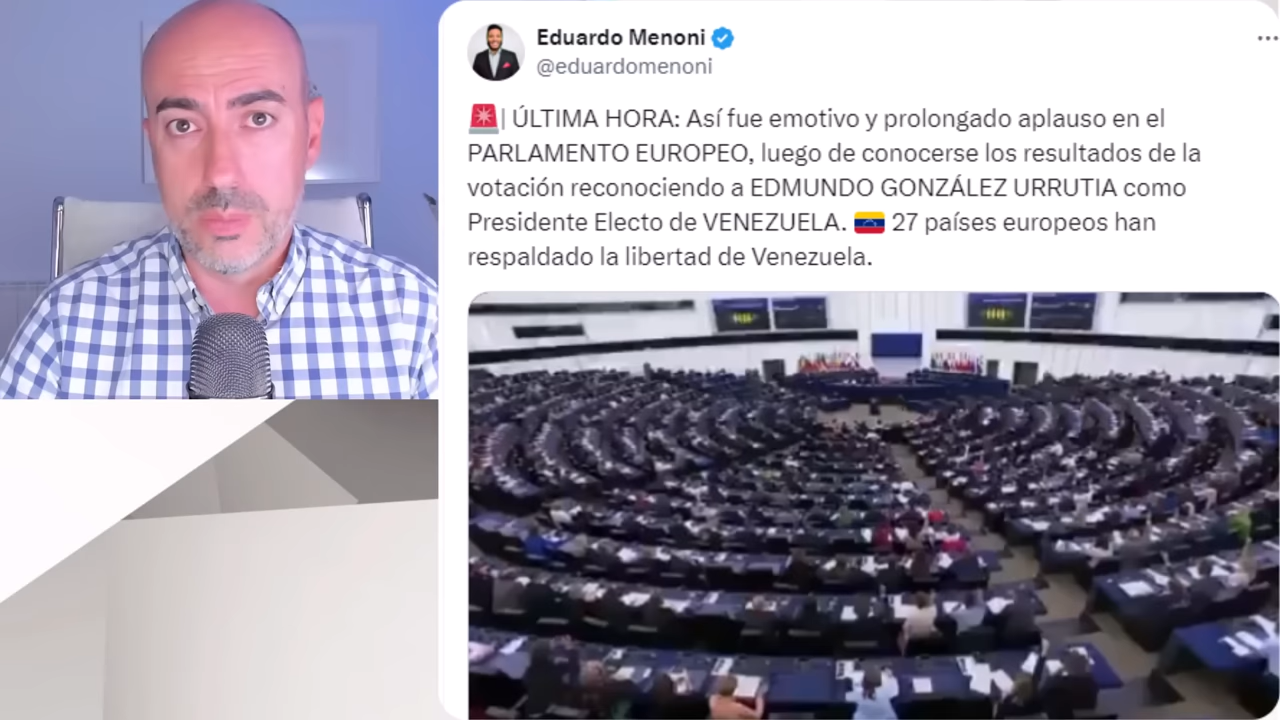 Eduardo Menoni
@eduardomenoni
🚨| ÚLTIMA HORA: Así fue emotivo y prolongado aplauso en el
PARLAMENTO EUROPEO, luego de conocerse los resultados de la
votación reconociendo a EDMUNDO GONZÁLEZ URRUTIA como
Presidente Electo de VENEZUELA. 🇻🇪 27 países europeos han
respaldado la libertad de Venezuela.